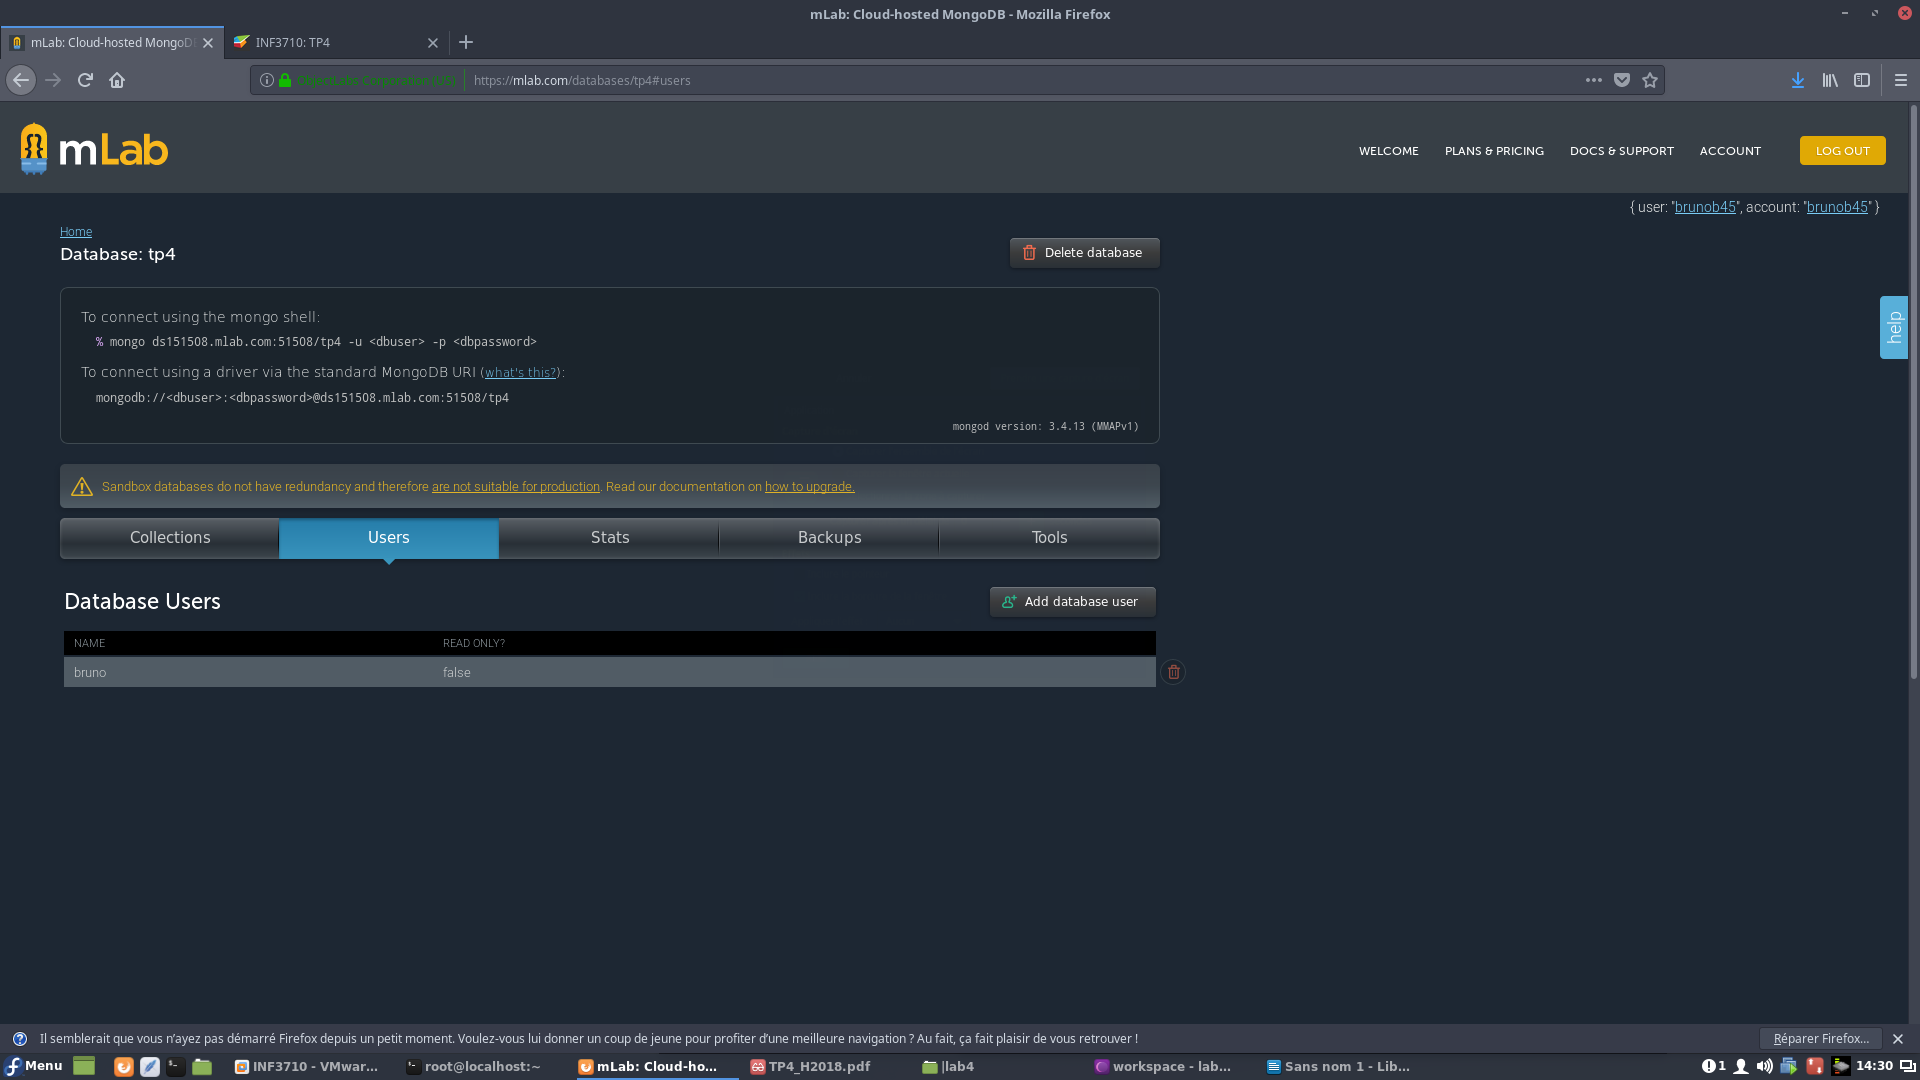 mLab: Cloud-hosted MongoDB - Mozilla Firefox
mLab: Cloud-hosted MongoDB
INF3710: TP4
ObjectLabs Corporation (US)
https://mlab.com/databases/tp4#users
mLab
WELCOME
PLANS & PRICING
DOCS & SUPPORT
ACCOUNT
LOG OUT
{ user: "brunob45", account: "brunob45" }
Home
Database: tp4
Delete database
help
To connect using the mongo shell:
% mongo ds151508.mlab.com:51508/tp4 -u <dbuser> -p <dbpassword>
To connect using a driver via the standard MongoDB URI (what's this?):
mongodb://<dbuser>:<dbpassword>@ds151508.mlab.com:51508/tp4
mongod version: 3.4.13 (MMAPv1)
Sandbox databases do not have redundancy and therefore are not suitable for production. Read our documentation on how to upgrade.
Collections
Users
Stats
Backups
Tools
Database Users
Add database user
NAME
READ ONLY?
bruno
false
Il semblerait que vous n’ayez pas démarré Firefox depuis un petit moment. Voulez-vous lui donner un coup de jeune pour profiter d’une meilleure navigation ? Au fait, ça fait plaisir de vous retrouver !
Réparer Firefox...
Menu
INF3710 - VMwar...
root@localhost:~
mLab: Cloud-ho...
TP4_H2018.pdf
|lab4
workspace - lab...
Sans nom 1 - Lib...
1
14:30